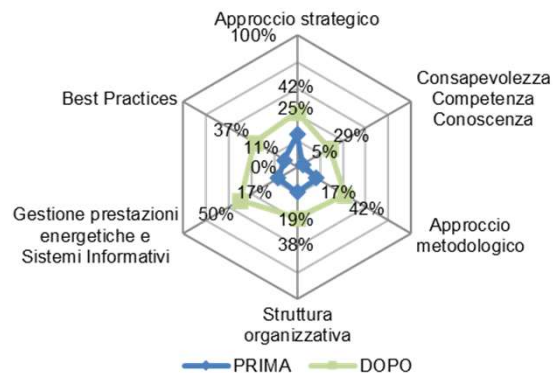 Approccio strategico
100%
42%
25%
Consapevolezza
Competenza
Conoscenza
Best Practices
37%
29%
11%
5%
0%
17%
17%
Gestione prestazioni
energetiche e
Sistemi Informativi
50%
42%
Approccio
metodologico
19%
38%
Struttura
organizzativa
PRIMA
DOPO